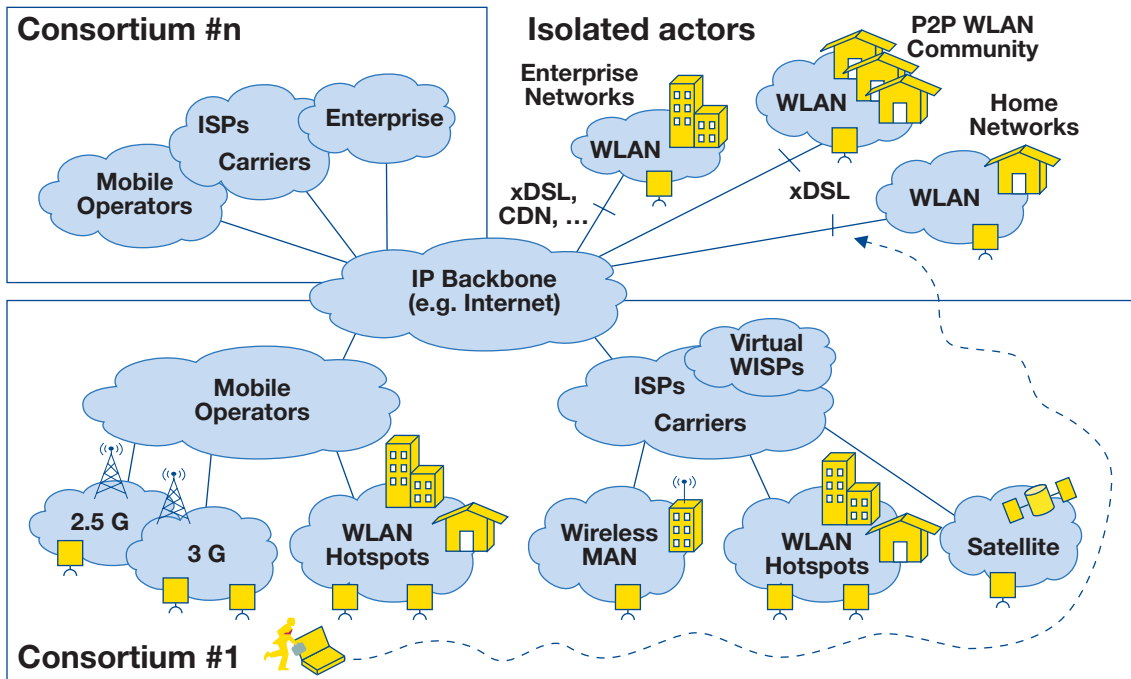 Consortium #n
Isolated actors
P2P WLAN
Community
Enterprise
Networks
Home
Networks
ISPs
Carriers
Enterprise
Mobile
Operators
WLAN
WLAN
WLAN
xDSL,
CDN, ...
xDSL
IP Backbone
(e.g. Internet)
Mobile
Operators
Virtual
WISPs
ISPs
Carriers
2.5 G
3 G
WLAN
Hotspots
Wireless
MAN
WLAN
Hotspots
Satellite
Consortium #1